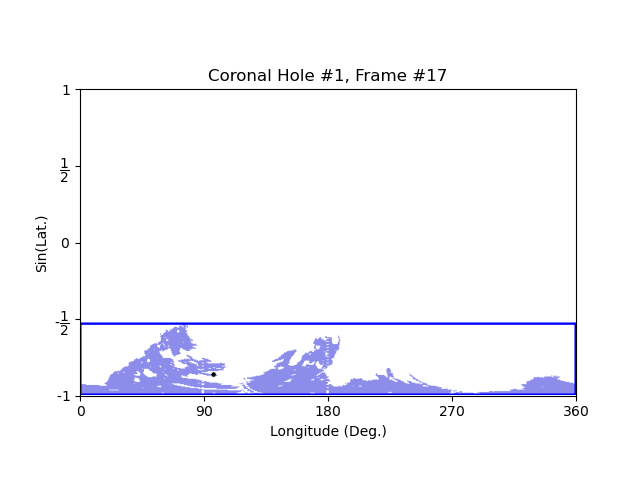 Coronal Hole #1, Frame #17
1
1/2
0
-1/2
-1
Sin(Lat.)
0 90 180 270 360
Longitude (Deg.)